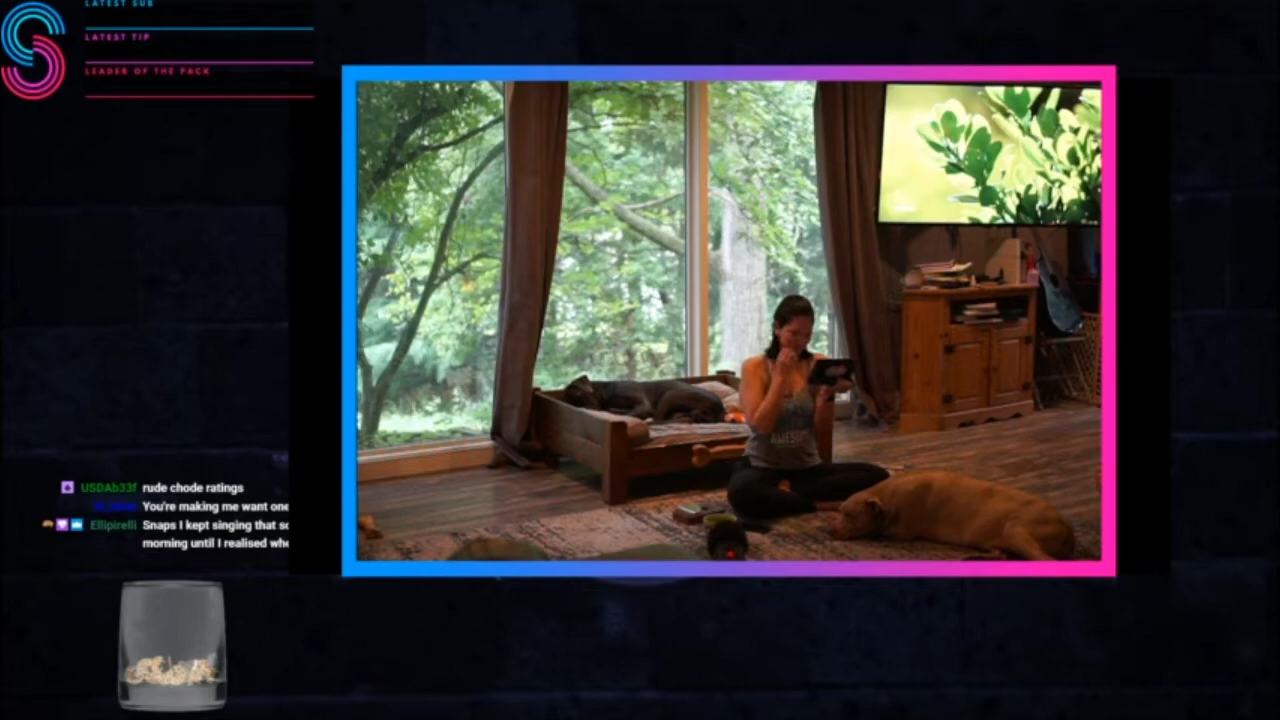 LATEST SUB
LATEST TIP
LEADER OF THE PACK
USDAb33f rude chode ratings
You're making me want one
Ellipirelli Snaps I kept singing that so
morning until I realised whe